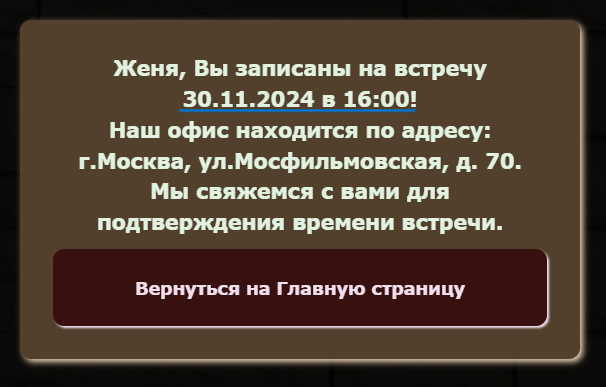 Женя, Вы записаны на встречу
30.11.2024 в 16:00!
Наш офис находится по адресу:
г.Москва, ул.Мосфильмовская, д. 70.
Мы свяжемся с вами для
подтверждения времени встречи.
Вернуться на Главную страницу